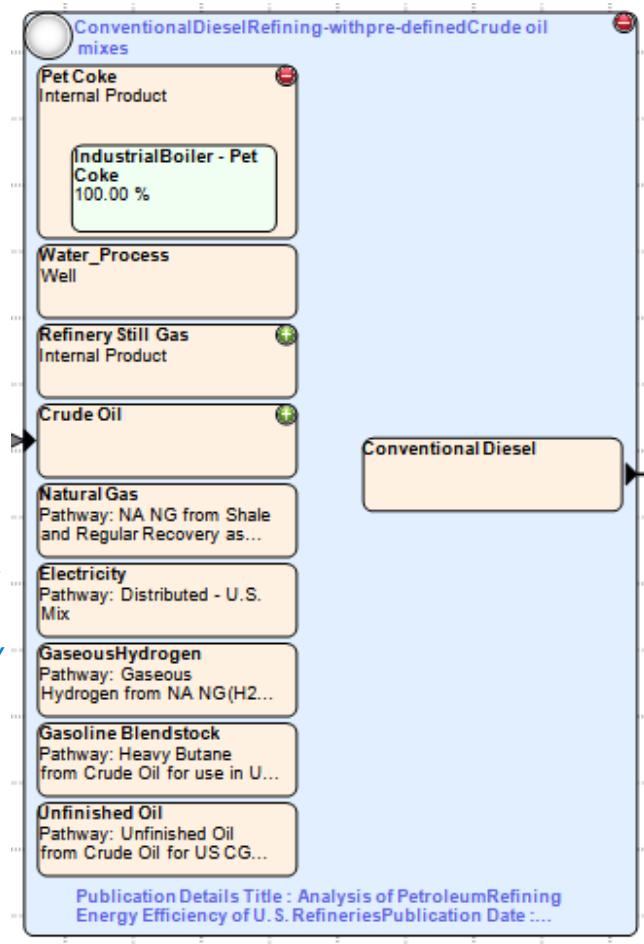 ConventionalDieselRefining-withpre-definedCrude oil
mixes
Pet Coke
Internal Product
IndustrialBoiler - Pet
Coke
100.00 %
Water_Process
Well
Refinery Still Gas
Internal Product
Crude Oil
Conventional Diesel
Natural Gas
Pathway: NA NG from Shale
and Regular Recovery as...
Electricity
Pathway: Distributed - U.S.
Mix
GaseousHydrogen
Pathway: Gaseous
Hydrogen from NA NG(H2...
Gasoline Blendstock
Pathway: Heavy Butane
from Crude Oil for use in U...
Unfinished Oil
Pathway: Unfinished Oil
from Crude Oil for US CG...
Publication Details Title : Analysis of PetroleumRefining
Energy Efficiency of U.S. RefineriesPublication Date :...